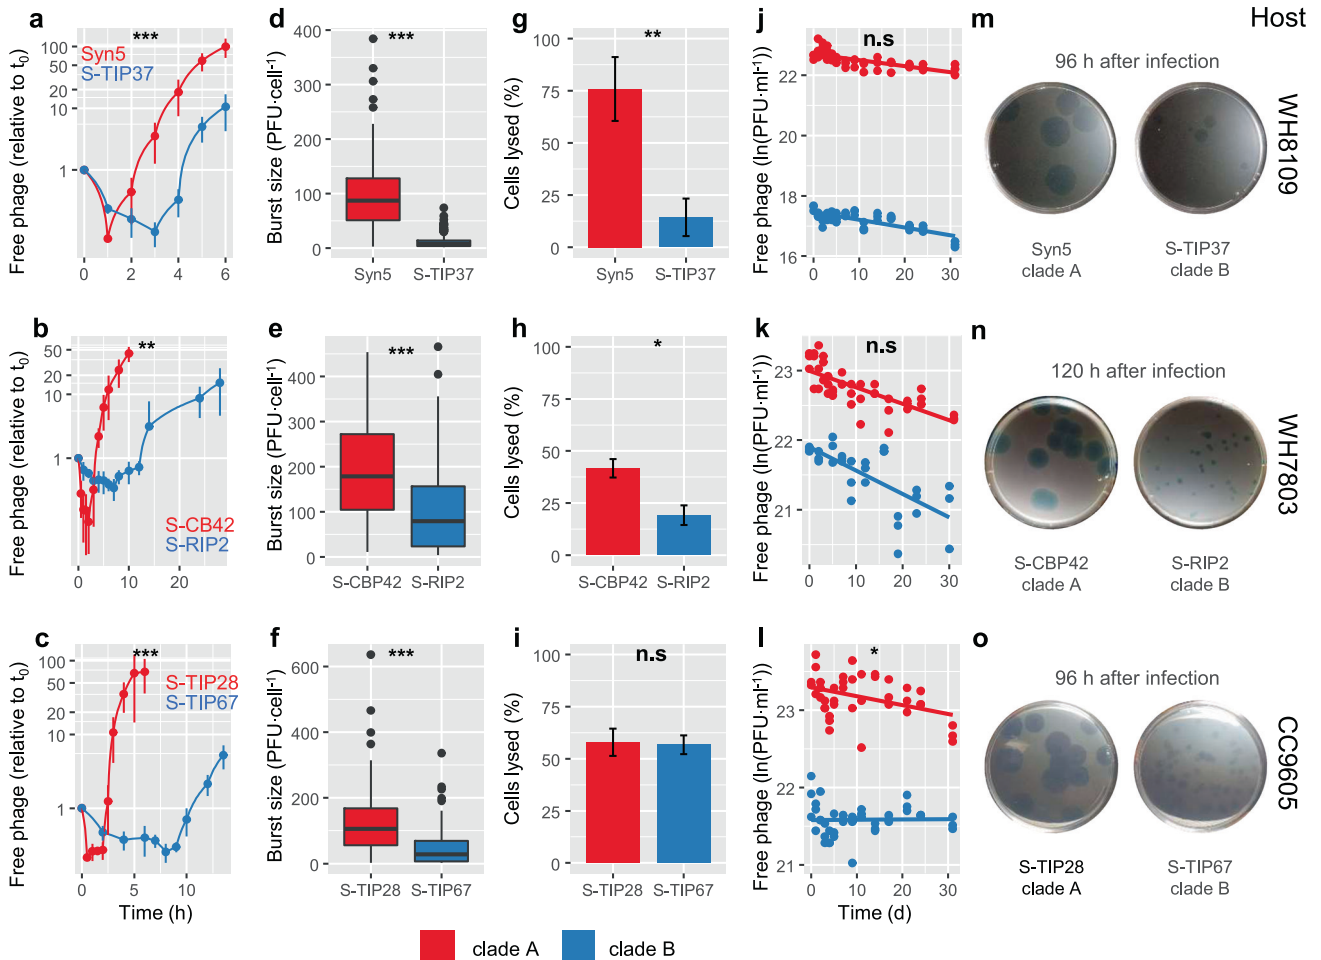 a
***
Syn5
S-TIP37
Free phage (relative to t0)
100
50
20
10
1
0
2
4
6
d
***
Burst size (PFU·cell-1)
400
300
200
100
0
Syn5
S-TIP37
g
**
Cells lysed (%)
100
75
50
25
0
Syn5
S-TIP37
j
n.s
Free phage (ln(PFU·ml-1))
22
20
18
16
0
10
20
30
m
Host
96 h after infection
Syn5
clade A
S-TIP37
clade B
WH8109
b
**
Free phage (relative to t0)
50
20
10
1
0
10
20
S-CB42
S-RIP2
e
***
Burst size (PFU·cell-1)
400
300
200
100
0
S-CBP42
S-RIP2
h
*
Cells lysed (%)
100
75
50
25
0
S-CBP42
S-RIP2
k
n.s
Free phage (ln(PFU·ml-1))
23
22
21
0
10
20
30
n
120 h after infection
S-CBP42
clade A
S-RIP2
clade B
WH7803
c
***
S-TIP28
S-TIP67
Free phage (relative to t0)
100
50
20
10
1
0
5
10
Time (h)
f
***
Burst size (PFU·cell-1)
600
400
200
0
S-TIP28
S-TIP67
i
n.s
Cells lysed (%)
100
75
50
25
0
S-TIP28
S-TIP67
l
*
Free phage (ln(PFU·ml-1))
23
22
21
0
10
20
30
Time (d)
o
96 h after infection
S-TIP28
clade A
S-TIP67
clade B
CC9605
clade A
clade B